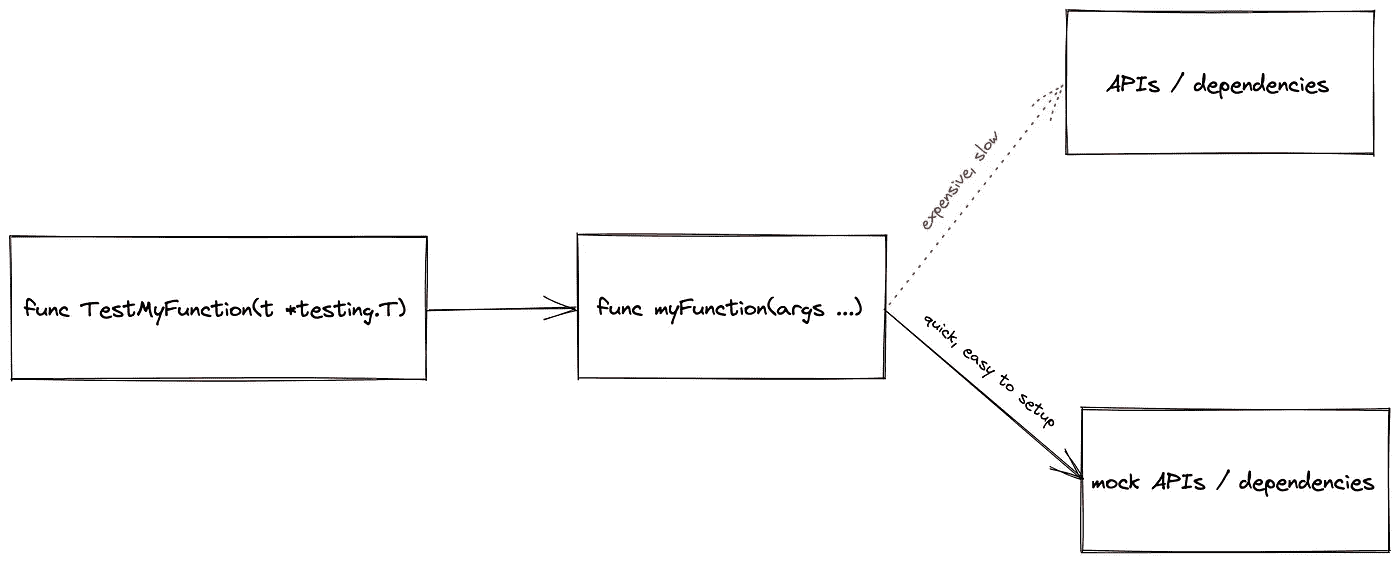 APIs / dependencies
expensive, slow
func TestMyFunction(t *testing.T)
func myFunction(args ...)
quick, easy to setup
mock APIs / dependencies